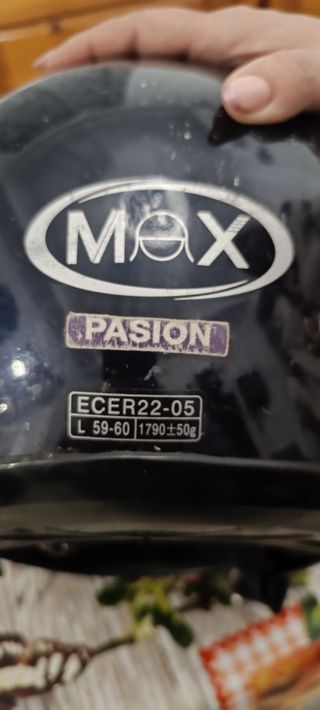 MAX
PASION
ECER22-05
L 59-60 1790±50g